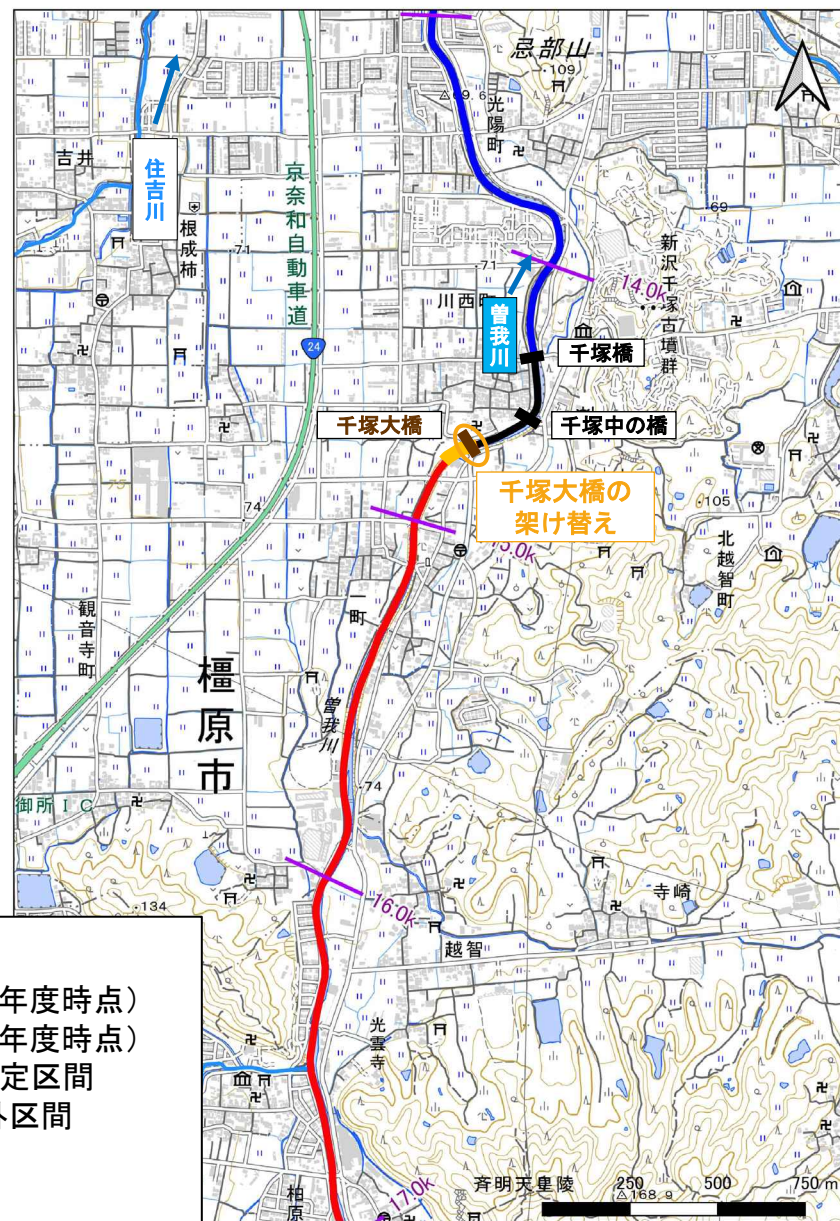 忌部山
・109
△69.6
光陽町
吉井
住吉川
京奈和自動車道
根成柿
・71
69
新沢千塚古墳群
・71
14.0k
川西町
曽我川
24
千塚橋
千塚大橋
千塚中の橋
千塚大橋の
架け替え
・105
74
15.0k
北越智町
一町
観音寺町
橿原市
曽我川
・74
御所IC
・134
16.0k
寺崎
越智
年度時点)
年度時点)
定区間
外区間
光雲寺
斉明天皇陵
△168.9
250
500
750m
17.0k
柏原